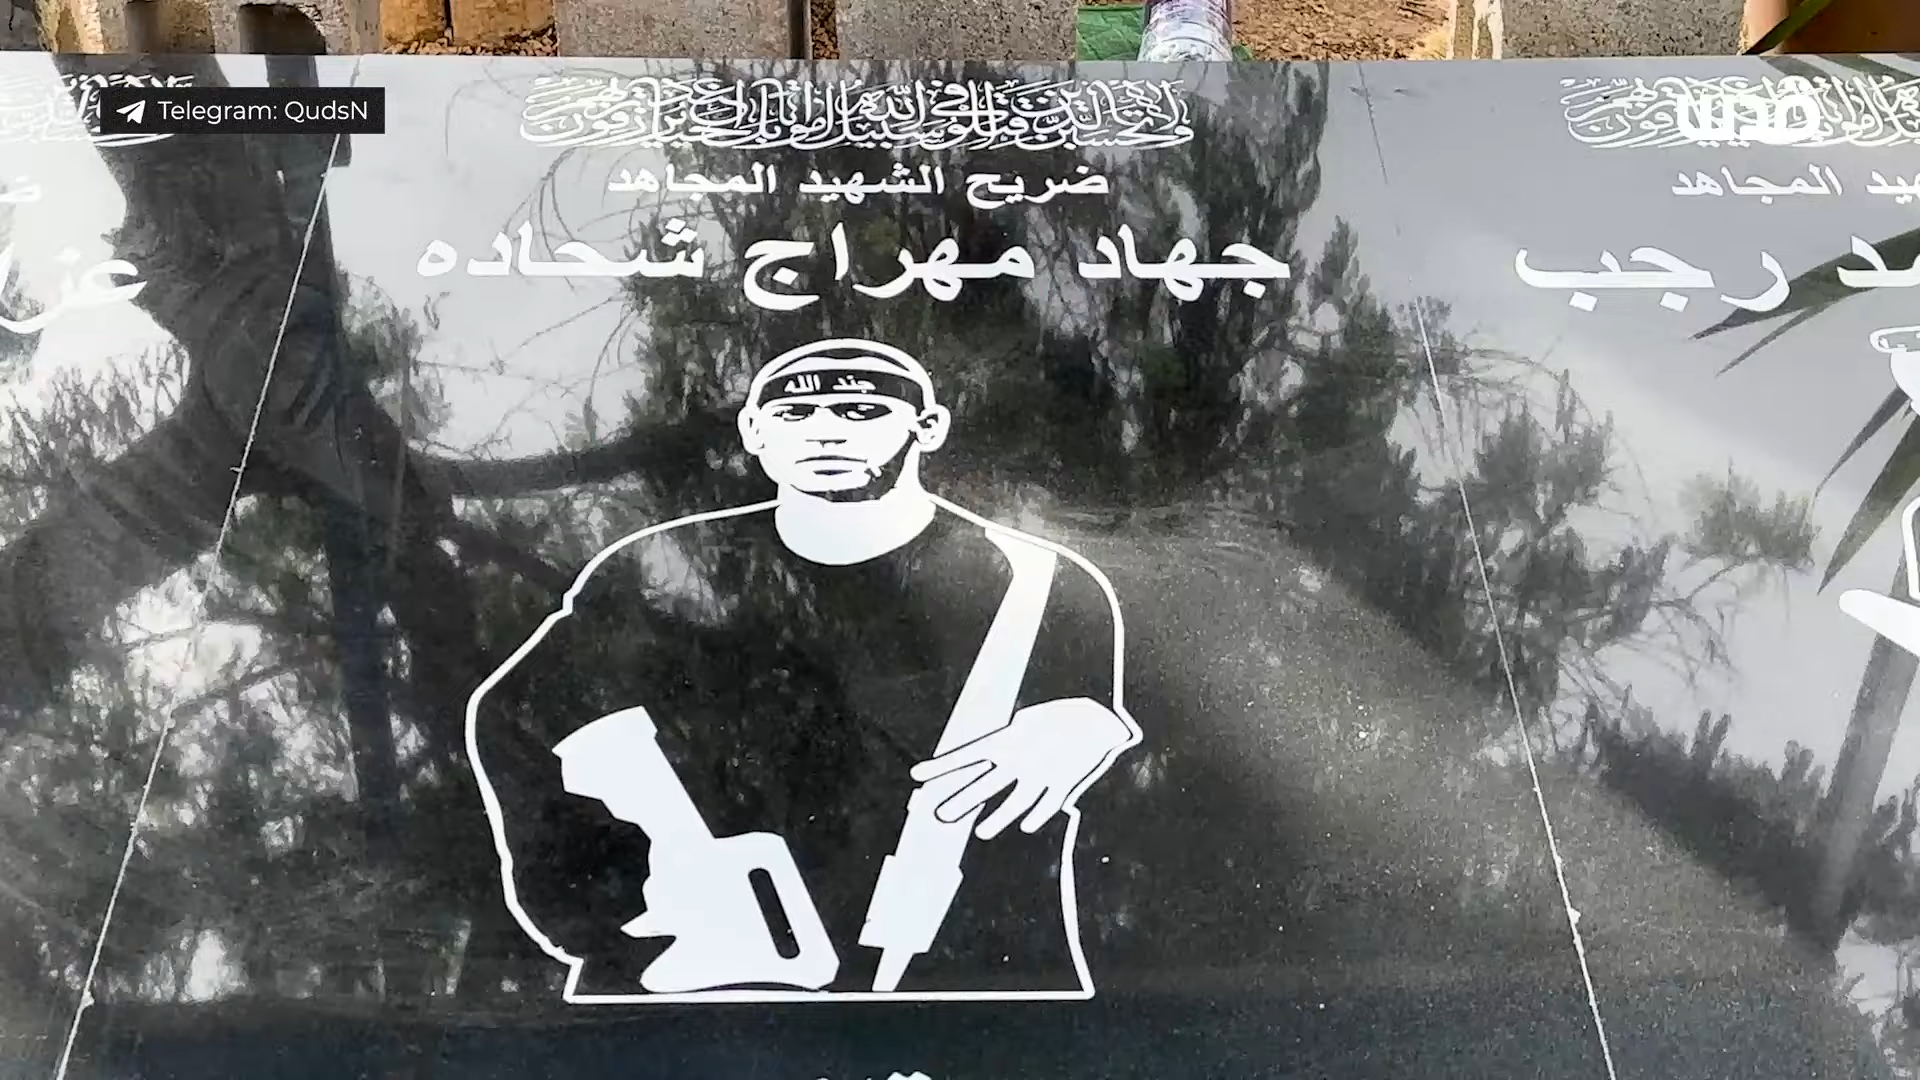 Telegram: QudsN
ولا تحسبن الذين قتلوا في سبيل الله أمواتا بل أحياء عند ربهم يرزقون
ضريح الشهيد المجاهد
جهاد مهراج شحاده
جند الله
قدس
يد المجاهد
د رجب